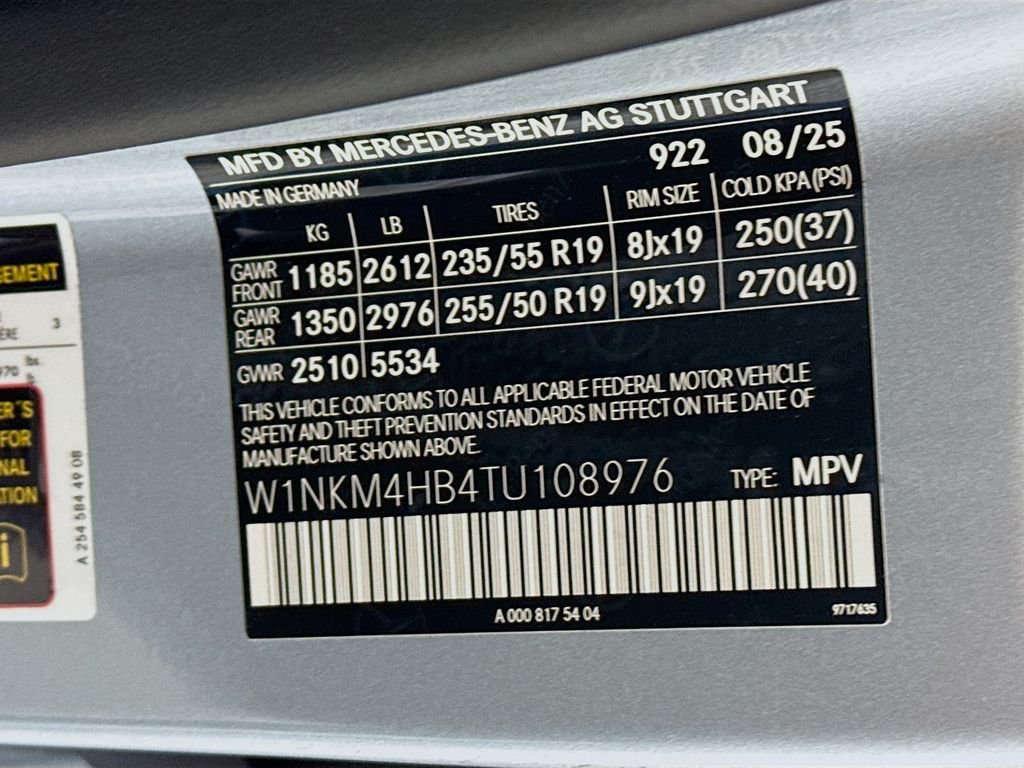 MFD BY MERCEDES-BENZ AG STUTTGART
MADE IN GERMANY 922 08/25
KG LB TIRES RIM SIZE COLD KPA (PSI)
GAWR FRONT 1185 2612 235/55 R19 8Jx19 250(37)
GAWR REAR 1350 2976 255/50 R19 9Jx19 270(40)
GVWR 2510 5534
THIS VEHICLE CONFORMS TO ALL APPLICABLE FEDERAL MOTOR VEHICLE
SAFETY AND THEFT PREVENTION STANDARDS IN EFFECT ON THE DATE OF
MANUFACTURE SHOWN ABOVE.
W1NKM4HB4TU108976 TYPE: MPV
A 000 817 54 04 9717635
3
lbs.
FOR
A 254 584 49 08